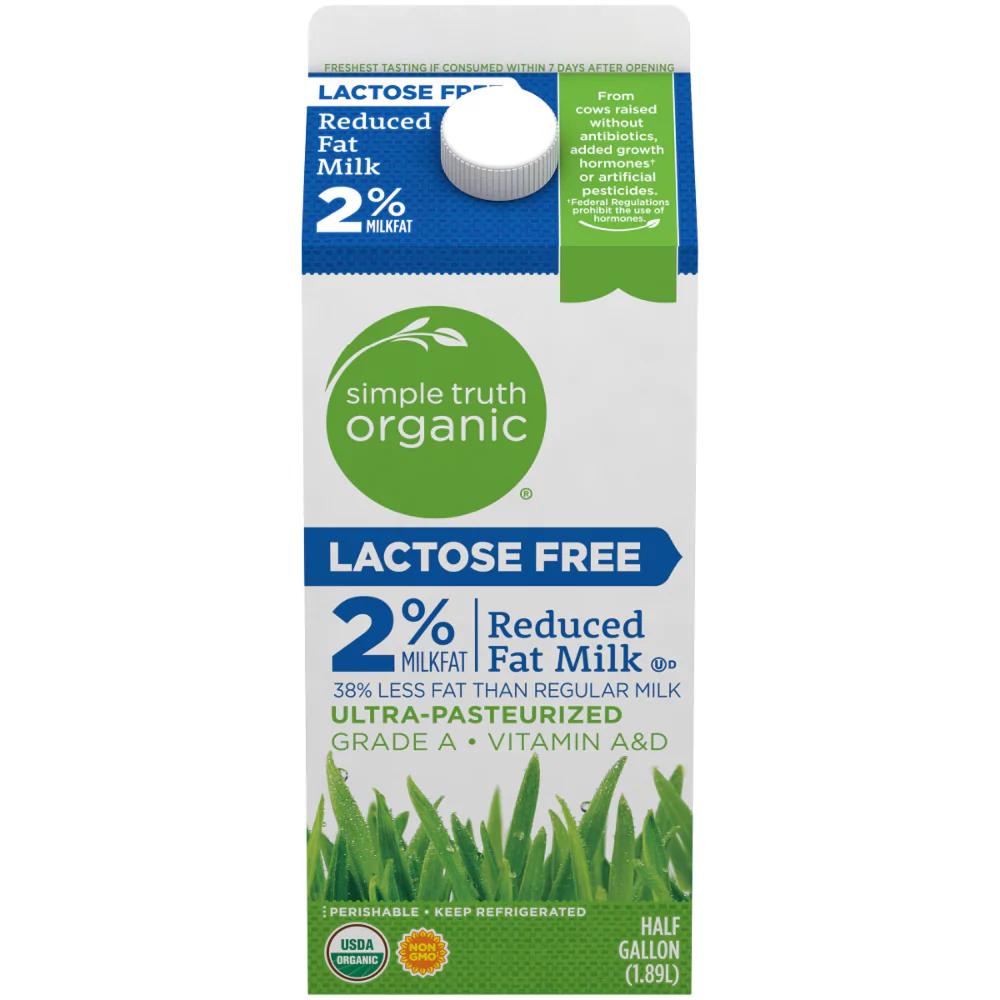 FRESHEST TASTING IF CONSUMED WITHIN 7 DAYS AFTER OPENING
LACTOSE
Reduced
Fat
Milk
2%
MILKFAT
From
cows raised
without
antibiotics,
added growth
hormones†
or artificial
pesticides.
†Federal Regulations
prohibit the use of
hormones.
simple truth
organic
®
LACTOSE FREE
2%
MILKFAT
Reduced
Fat Milk
U D
38% LESS FAT THAN REGULAR MILK
ULTRA-PASTEURIZED
GRADE A • VITAMIN A&D
PERISHABLE • KEEP REFRIGERATED
USDA
ORGANIC
NON
GMO
HALF
GALLON
(1.89L)